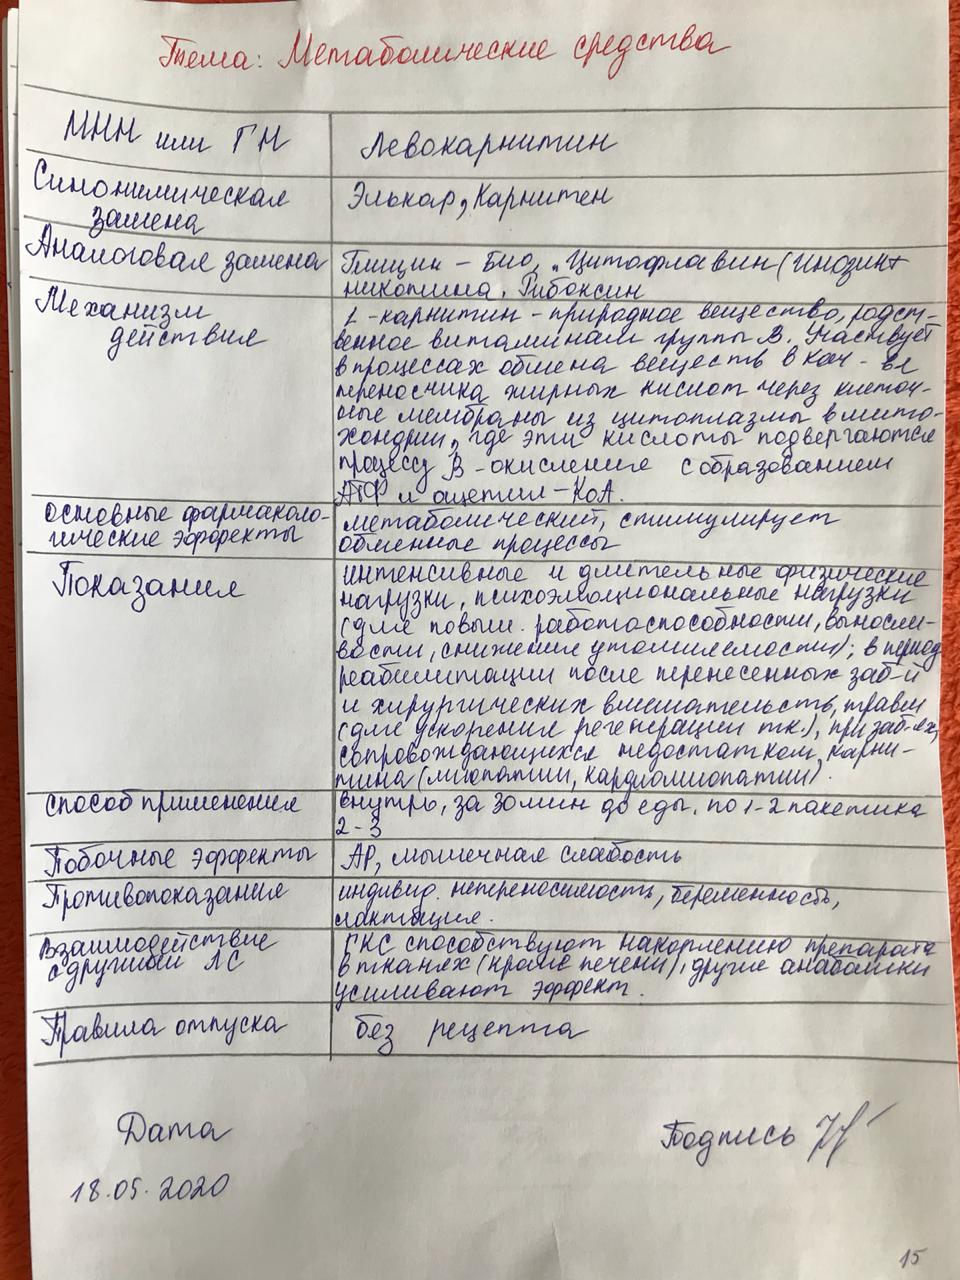 Тема: Метаболические средства
МНН или ГН
Левокарнитин
Синонимическая
замена
Элькар, Карнитен
Аналоговая замена
Глицин - Био, "Цитофлавин (инозин+
никотина, Рибоксин
Механизм
действия
L-карнитин - природное вещество, родст-
венное витаминам группы В. Участвует
в процессах обмена веществ в кач-ве
переносчика жирных кислот через клеточ-
ные мембраны из цитоплазмы в мито-
хондрии, где эти кислоты подвергаются
процессу В-окисление с образованием
АТФ и ацетил-КоА.
основные фармаколо-
гические эффекты
метаболический, стимулирует
обменные процессы
Показания
интенсивные и длительные физические
нагрузки, психоэмоциональные нагрузки
(для повыш. работоспособности, выносли-
вости, снижения утомляемости); в период
реабилитации после перенесенных заб-й
и хирургических вмешательств, травм
(для ускорения регенрации тк.), при заб-ях,
сопровождающихся недостатком карни-
тина (миопатии, кардиомиопатии).
способ применения
внутрь, за 30 мин до еды. по 1-2 пакетика
2-3
Побочные эффекты
АР, мышечная слабость
Противопоказания
индивид. непереносимость, беременность,
лактация.
Взаимодействие
с другими ЛС
ГКС способствуют накоплению препарата
в тканях (кроме печени), другие анаболики
усиливают эффект.
Правила отпуска
без рецепта
Дата
Подпись
18.05.2020
15